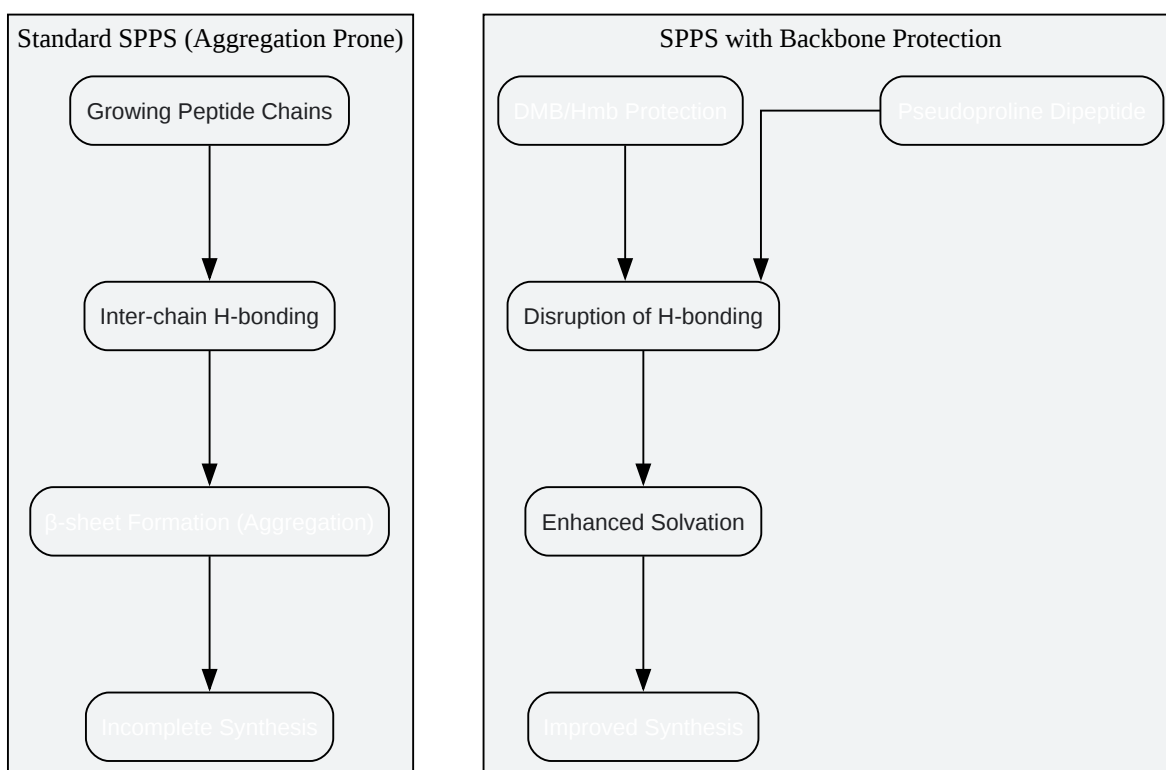 Standard SPPS (Aggregation Prone)
Growing Peptide Chains
Inter-chain H-bonding
β-sheet Formation (Aggregation)
Incomplete Synthesis
SPPS with Backbone Protection
DMB/Hmb Protection
Pseudoproline Dipeptide
Disruption of H-bonding
Enhanced Solvation
Improved Synthesis